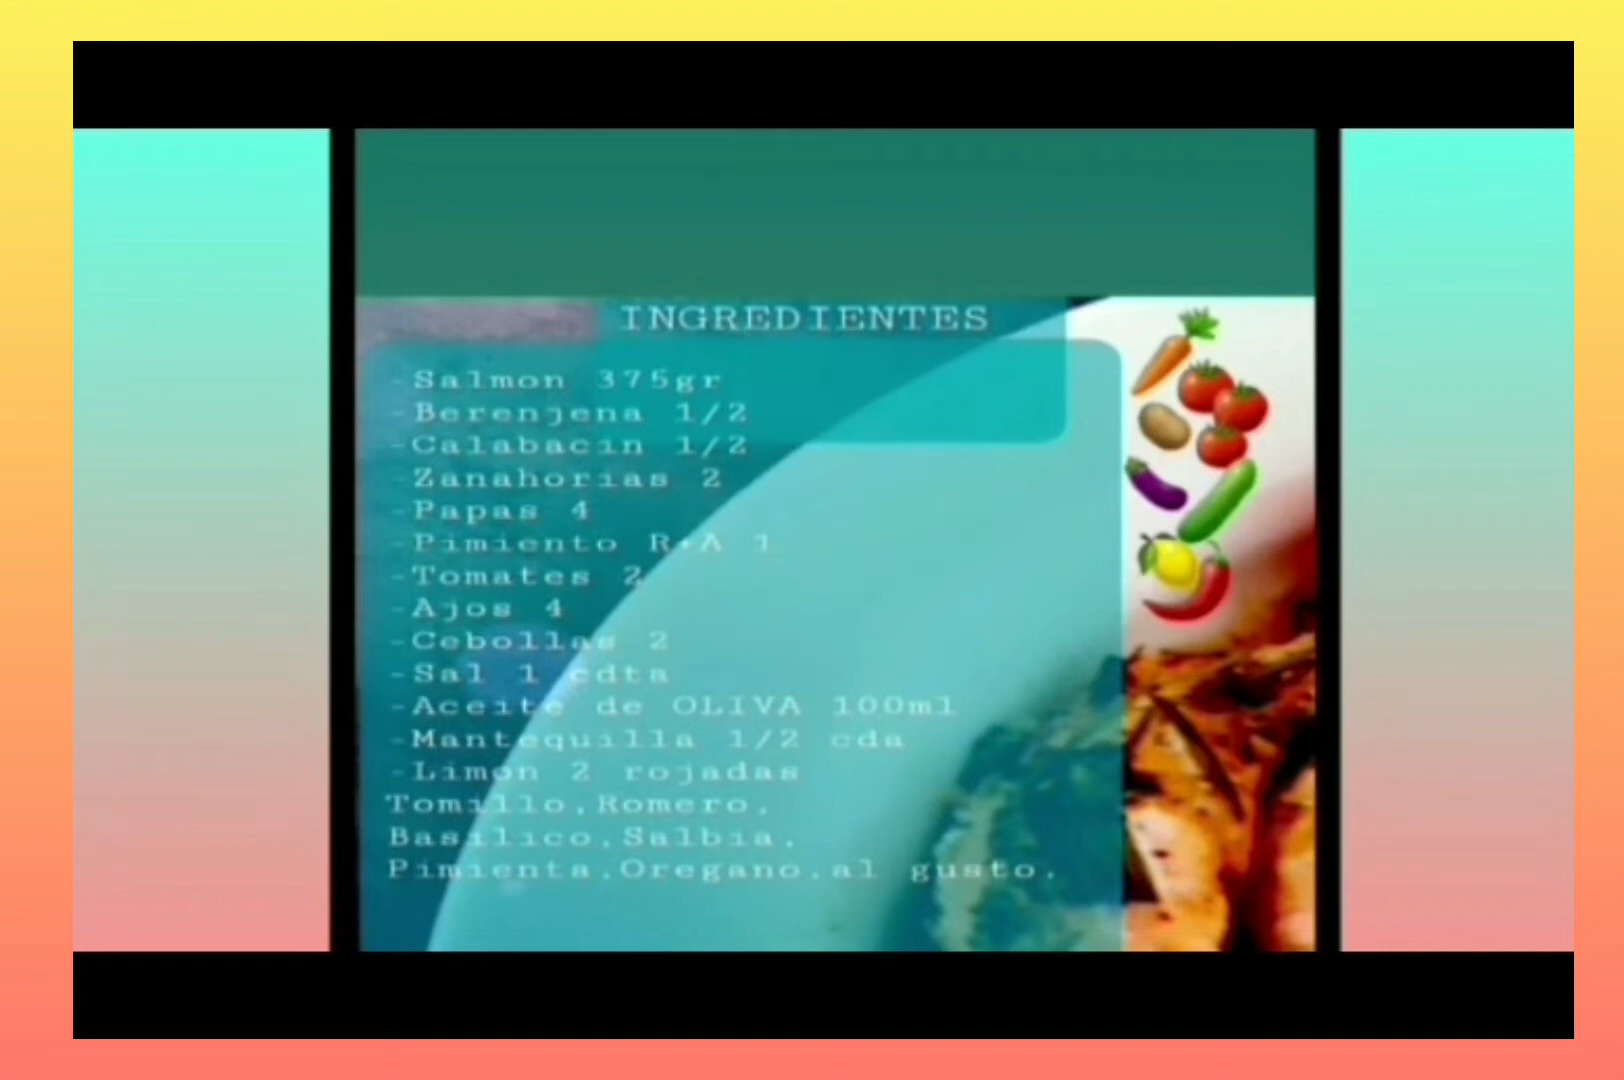 INGREDIENTES
-Salmon 375gr
-Berenjena 1/2
-Calabacin 1/2
-Zanahorias 2
-Papas 4
-Pimiento R+A 1
-Tomates 2
-Ajos 4
-Cebollas 2
-Sal 1 cdta
-Aceite de OLIVA 100ml
-Mantequilla 1/2 cda
-Limon 2 rojadas
Tomillo,Romero,
Basilico,Salbia,
Pimienta,Oregano,al gusto.